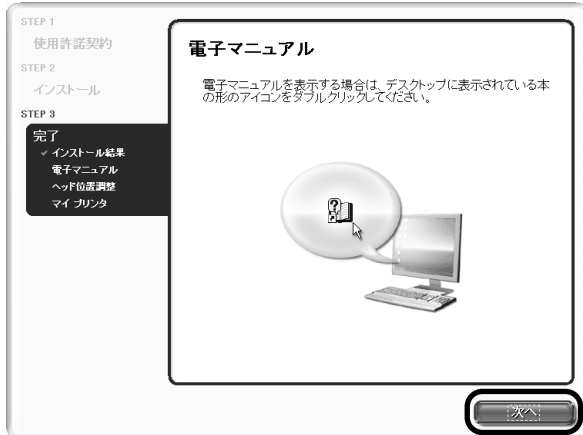 STEP 1
使用許諾契約
STEP 2
インストール
STEP 3
完了
✓ インストール結果
電子マニュアル
ヘッド位置調整
マイ プリンタ
電子マニュアル
電子マニュアルを表示する場合は、デスクトップに表示されている本
の形のアイコンをダブルクリックしてください。
次へ